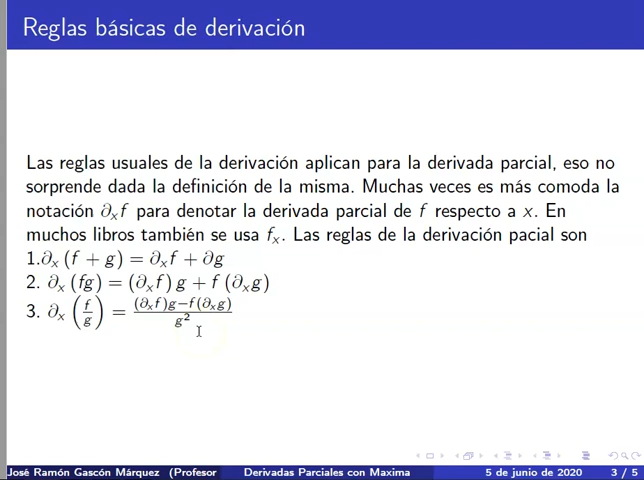 Reglas básicas de derivación
Las reglas usuales de la derivación aplican para la derivada parcial, eso no
sorprende dada la definición de la misma. Muchas veces es más comoda la
notación ∂ₓf para denotar la derivada parcial de f respecto a x. En
muchos libros también se usa fₓ. Las reglas de la derivación pacial son
1.∂ₓ (f + g) = ∂ₓf + ∂g
2. ∂ₓ (fg) = (∂ₓf) g + f (∂ₓg)
3. ∂ₓ (f/g) = ((∂ₓf)g−f(∂ₓg))/g²
José Ramón Gascón Márquez (Profesor Derivadas Parciales con Maxima 5 de junio de 2020 3 / 5